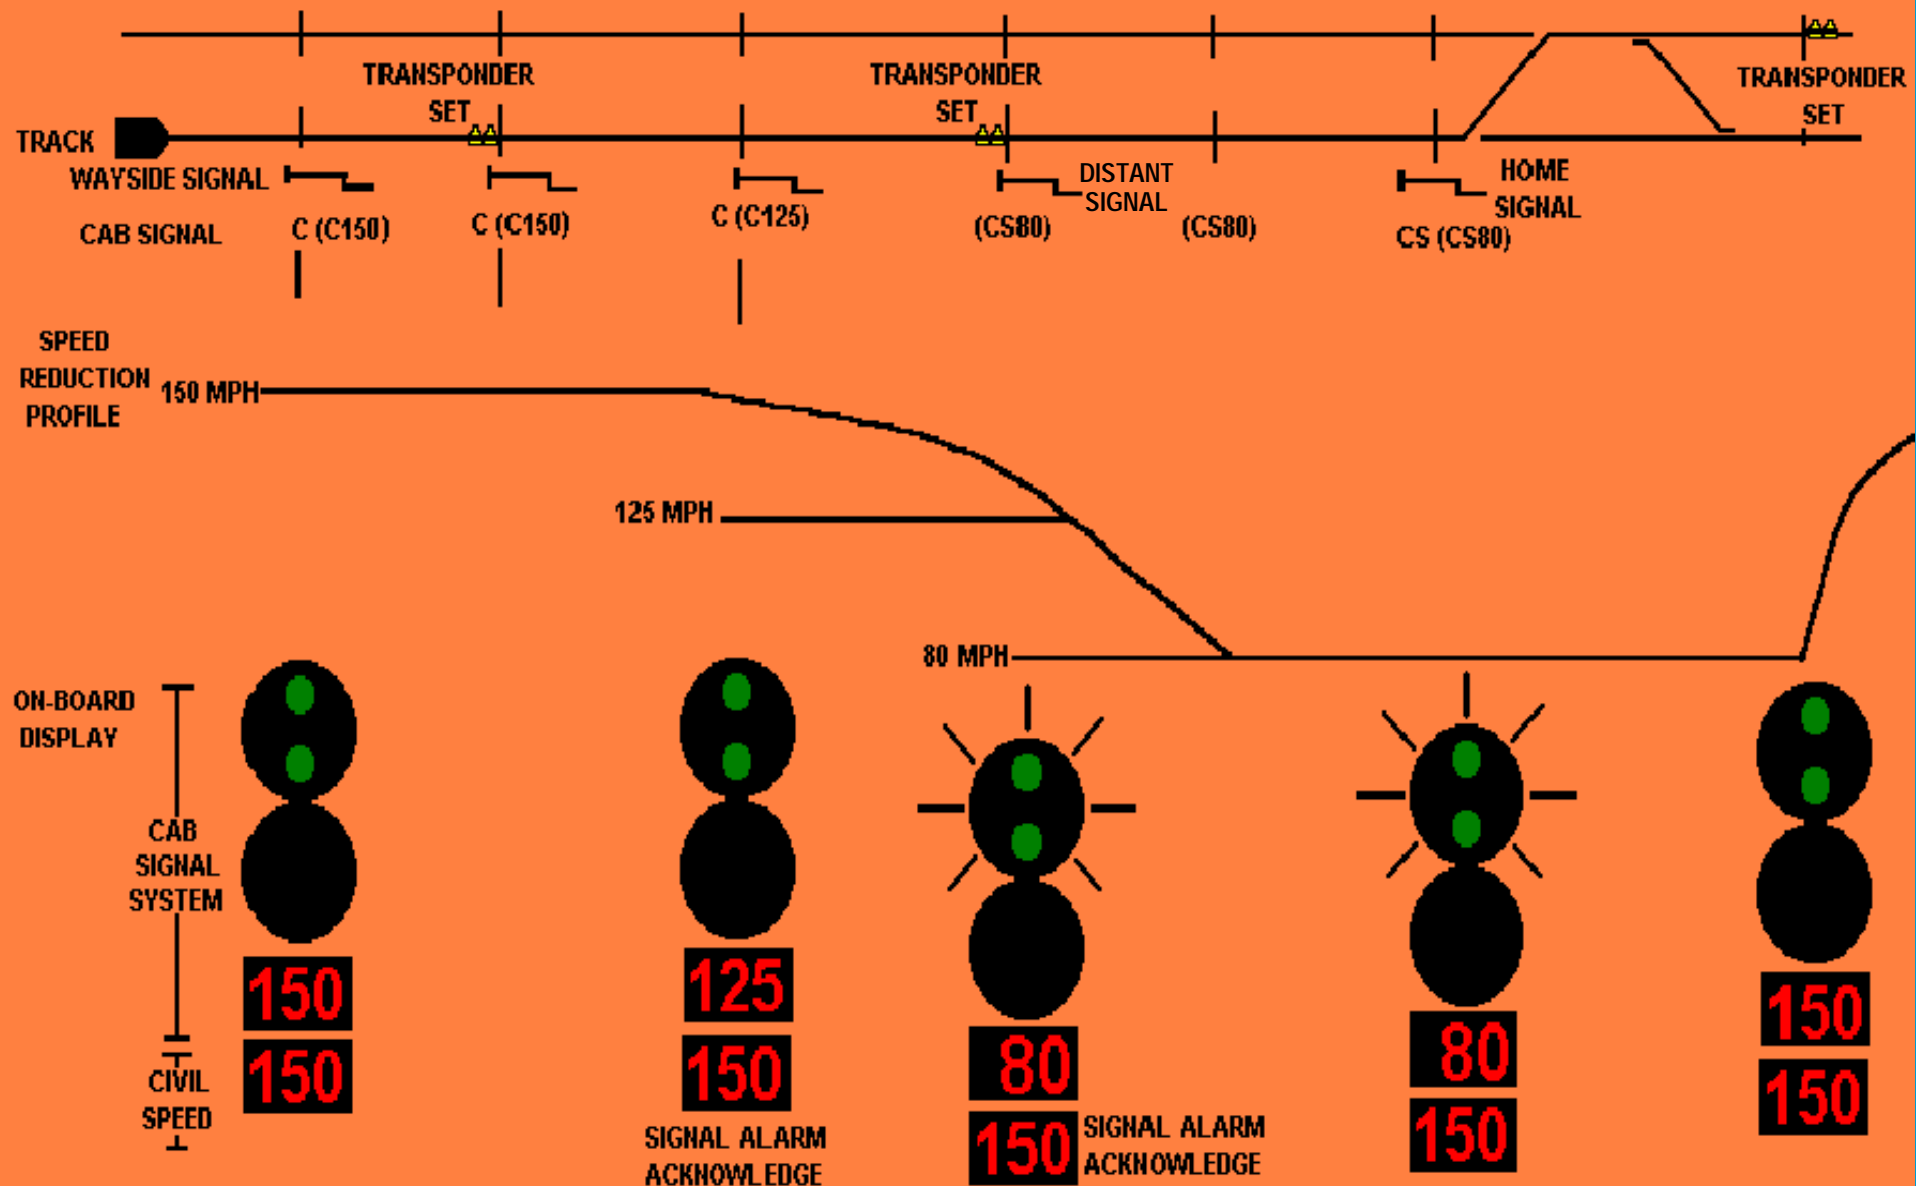 TRANSPONDER
SET
TRANSPONDER
SET
TRANSPONDER
SET
TRACK
WAYSIDE SIGNAL
DISTANT
SIGNAL
HOME
SIGNAL
CAB SIGNAL
C (C150)
C (C150)
C (C125)
(CS80)
(CS80)
CS (CS80)
SPEED
REDUCTION
PROFILE
150 MPH
125 MPH
80 MPH
ON-BOARD
DISPLAY
CAB
SIGNAL
SYSTEM
150
125
80
80
150
CIVIL
SPEED
150
150
150
150
150
SIGNAL ALARM
ACKNOWLEDGE
SIGNAL ALARM
ACKNOWLEDGE